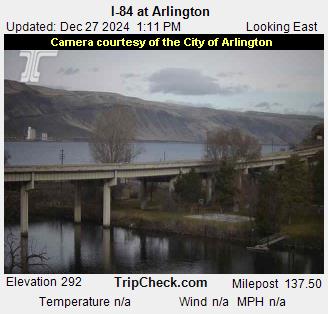 I-84 at Arlington
Updated: Dec 27 2024 1:11 PM Looking East
Camera courtesy of the City of Arlington
Elevation 292 TripCheck.com Milepost 137.50
Temperature n/a Wind n/a MPH n/a